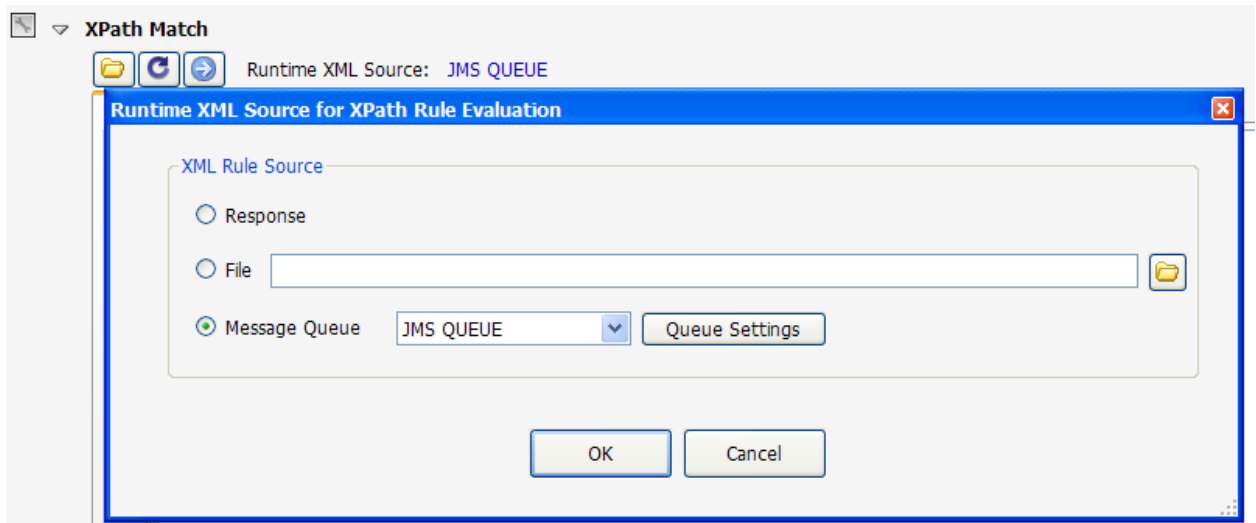 XPath Match
Runtime XML Source: JMS QUEUE
Runtime XML Source for XPath Rule Evaluation
XML Rule Source
Response
File
Message Queue JMS QUEUE Queue Settings
OK Cancel